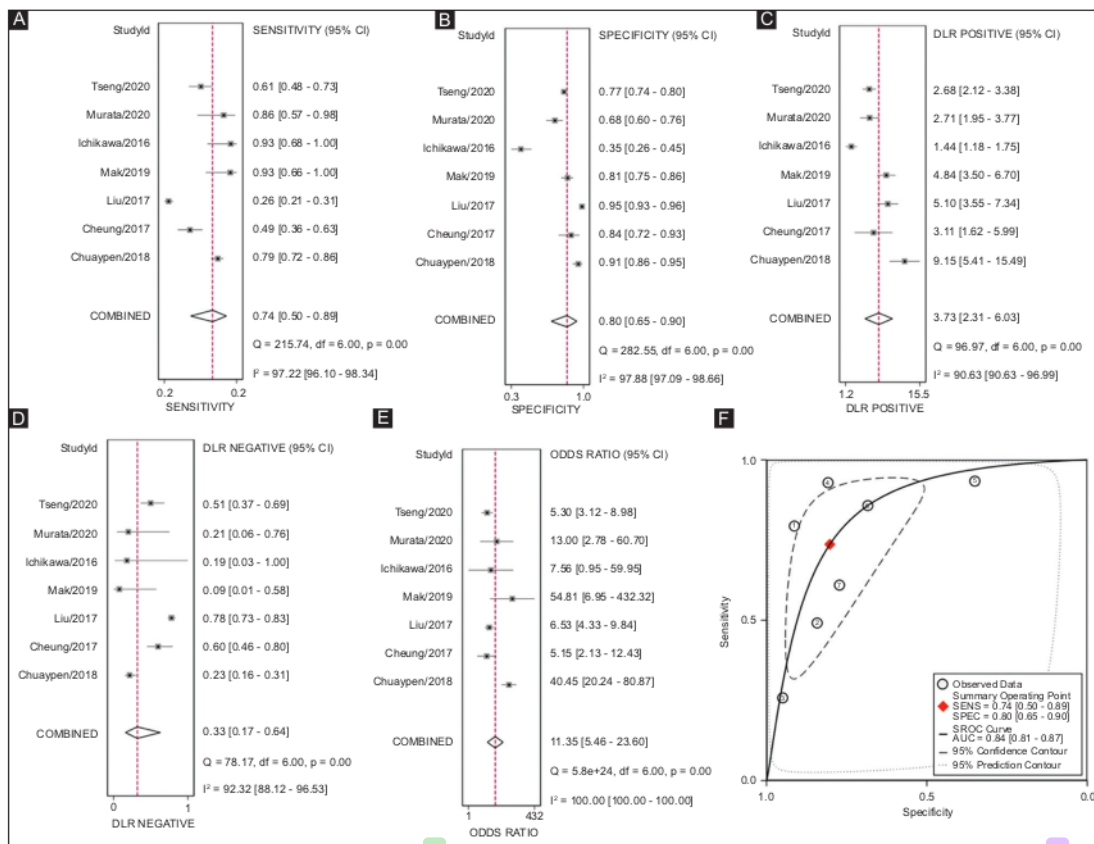 A
StudyId SENSITIVITY (95% CI)
Tseng/2020 0.61 [0.48 - 0.73]
Murata/2020 0.86 [0.57 - 0.98]
Ichikawa/2016 0.93 [0.68 - 1.00]
Mak/2019 0.93 [0.66 - 1.00]
Liu/2017 0.26 [0.21 - 0.31]
Cheung/2017 0.49 [0.36 - 0.63]
Chuaypen/2018 0.79 [0.72 - 0.86]
COMBINED 0.74 [0.50 - 0.89]
Q = 215.74, df = 6.00, p = 0.00
I² = 97.22 [96.10 - 98.34]
0.2 0.2
SENSITIVITY
B
StudyId SPECIFICITY (95% CI)
Tseng/2020 0.77 [0.74 - 0.80]
Murata/2020 0.68 [0.60 - 0.76]
Ichikawa/2016 0.35 [0.26 - 0.45]
Mak/2019 0.81 [0.75 - 0.86]
Liu/2017 0.95 [0.93 - 0.96]
Cheung/2017 0.84 [0.72 - 0.93]
Chuaypen/2018 0.91 [0.86 - 0.95]
COMBINED 0.80 [0.65 - 0.90]
Q = 282.55, df = 6.00, p = 0.00
I² = 97.88 [97.09 - 98.66]
0.3 1.0
SPECIFICITY
C
StudyId DLR POSITIVE (95% CI)
Tseng/2020 2.68 [2.12 - 3.38]
Murata/2020 2.71 [1.95 - 3.77]
Ichikawa/2016 1.44 [1.18 - 1.75]
Mak/2019 4.84 [3.50 - 6.70]
Liu/2017 5.10 [3.55 - 7.34]
Cheung/2017 3.11 [1.62 - 5.99]
Chuaypen/2018 9.15 [5.41 - 15.49]
COMBINED 3.73 [2.31 - 6.03]
Q = 96.97, df = 6.00, p = 0.00
I² = 90.63 [90.63 - 96.99]
1.2 15.5
DLR POSITIVE
D
StudyId DLR NEGATIVE (95% CI)
Tseng/2020 0.51 [0.37 - 0.69]
Murata/2020 0.21 [0.06 - 0.76]
Ichikawa/2016 0.19 [0.03 - 1.00]
Mak/2019 0.09 [0.01 - 0.58]
Liu/2017 0.78 [0.73 - 0.83]
Cheung/2017 0.60 [0.46 - 0.80]
Chuaypen/2018 0.23 [0.16 - 0.31]
COMBINED 0.33 [0.17 - 0.64]
Q = 78.17, df = 6.00, p = 0.00
I² = 92.32 [88.12 - 96.53]
0 1
DLR NEGATIVE
E
StudyId ODDS RATIO (95% CI)
Tseng/2020 5.30 [3.12 - 8.98]
Murata/2020 13.00 [2.78 - 60.70]
Ichikawa/2016 7.56 [0.95 - 59.95]
Mak/2019 54.81 [6.95 - 432.32]
Liu/2017 6.53 [4.33 - 9.84]
Cheung/2017 5.15 [2.13 - 12.43]
Chuaypen/2018 40.45 [20.24 - 80.87]
COMBINED 11.35 [5.46 - 23.60]
Q = 5.8e+24, df = 6.00, p = 0.00
I² = 100.00 [100.00 - 100.00]
1 432
ODDS RATIO
F
1.0
4
5
6
1
7
2
Sensitivity
0.5
Observed Data
Summary Operating Point
SENS = 0.74 [0.50 - 0.89]
SPEC = 0.80 [0.65 - 0.90]
SROC Curve
AUC = 0.84 [0.81 - 0.87]
95% Confidence Contour
95% Prediction Contour
0.0
1.0 0.5 0.0
Specificity